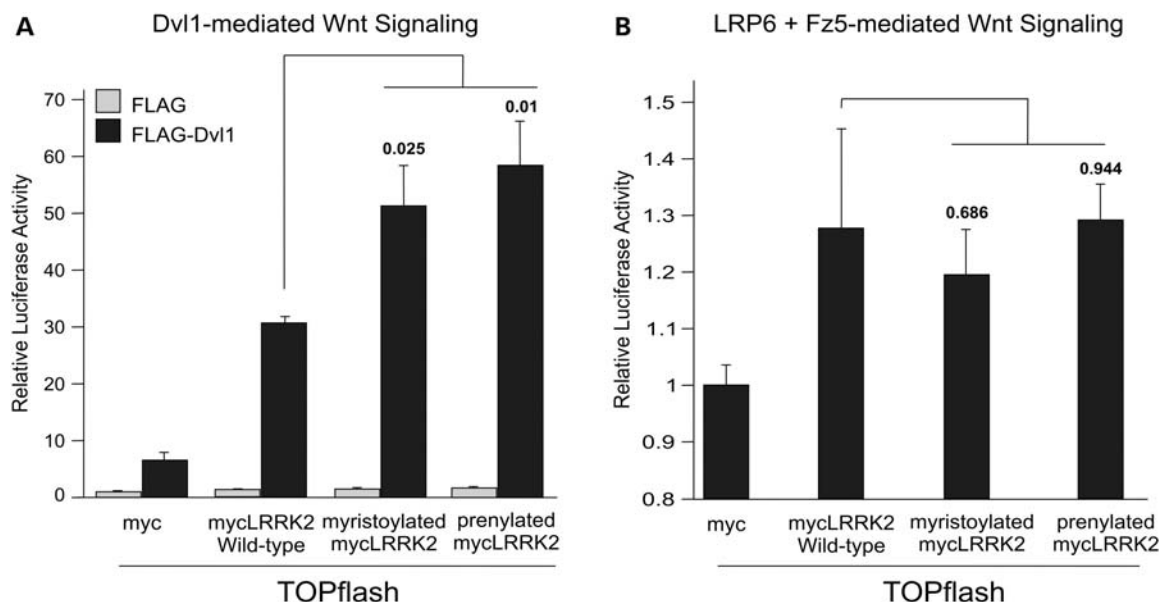 A
Dvl1-mediated Wnt Signaling
FLAG
FLAG-Dvl1
Relative Luciferase Activity
70
60
50
40
30
20
10
0
0.025
0.01
myc
mycLRRK2
Wild-type
myristoylated
mycLRRK2
prenylated
mycLRRK2
TOPflash
B
LRP6 + Fz5-mediated Wnt Signaling
Relative Luciferase Activity
1.5
1.4
1.3
1.2
1.1
1
0.9
0.8
0.686
0.944
myc
mycLRRK2
Wild-type
myristoylated
mycLRRK2
prenylated
mycLRRK2
TOPflash